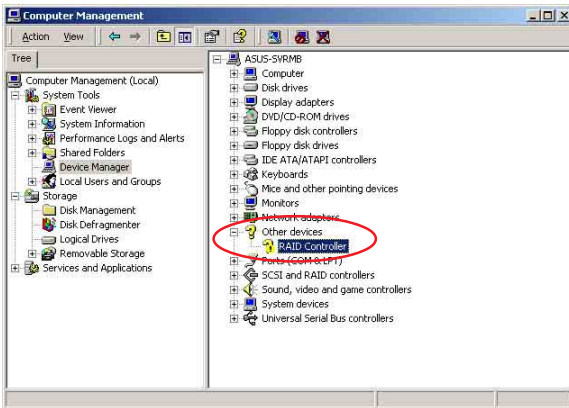 Computer Management
Action View
Tree
Computer Management (Local)
System Tools
Event Viewer
System Information
Performance Logs and Alerts
Shared Folders
Device Manager
Local Users and Groups
Storage
Disk Management
Disk Defragmenter
Logical Drives
Removable Storage
Services and Applications
ASUS-SVRMB
Computer
Disk drives
Display adapters
DVD/CD-ROM drives
Floppy disk controllers
Floppy disk drives
IDE ATA/ATAPI controllers
Keyboards
Mice and other pointing devices
Monitors
Network adapters
Other devices
RAID Controller
Ports (COM & LPT)
SCSI and RAID controllers
Sound, video and game controllers
System devices
Universal Serial Bus controllers